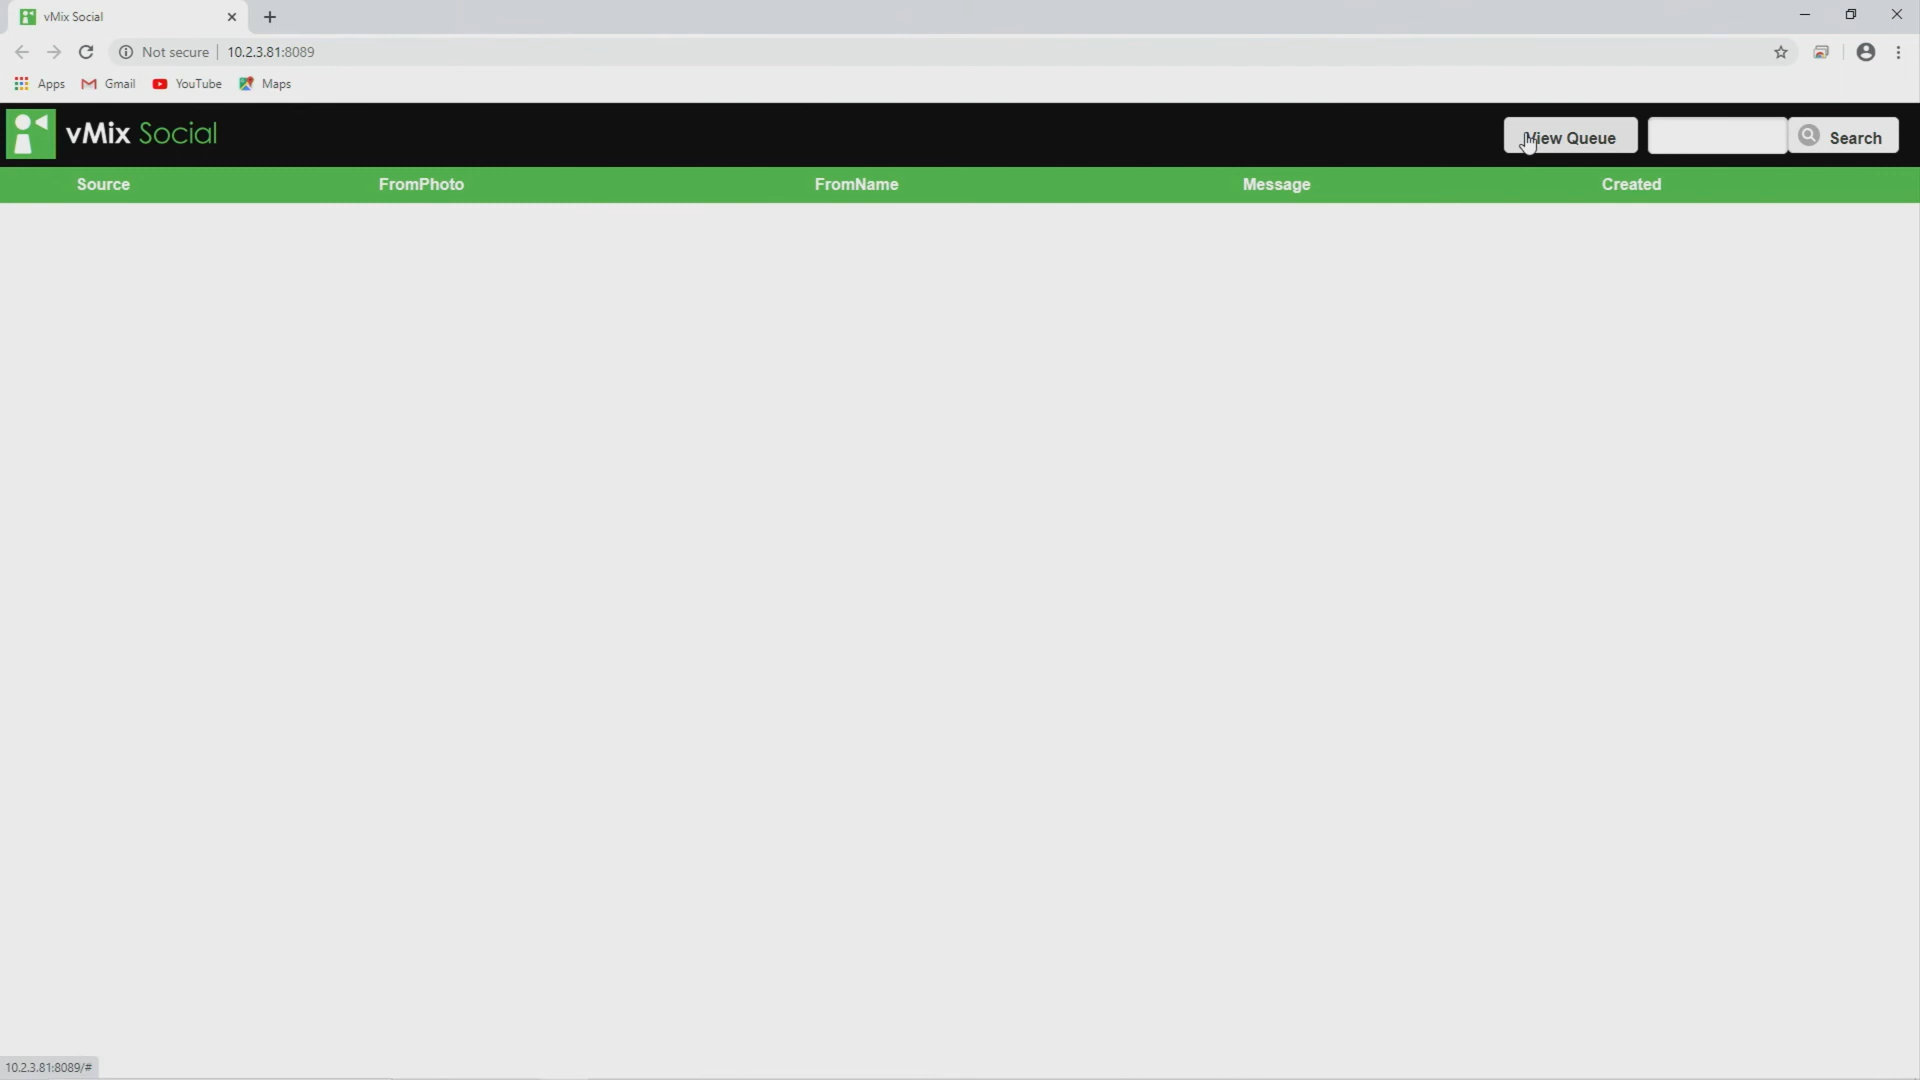 vMix Social
Not secure
10.2.3.81:8089
Apps
Gmail
YouTube
Maps
vMix Social
View Queue
Search
Source
FromPhoto
FromName
Message
Created
10.2.3.81:8089/#